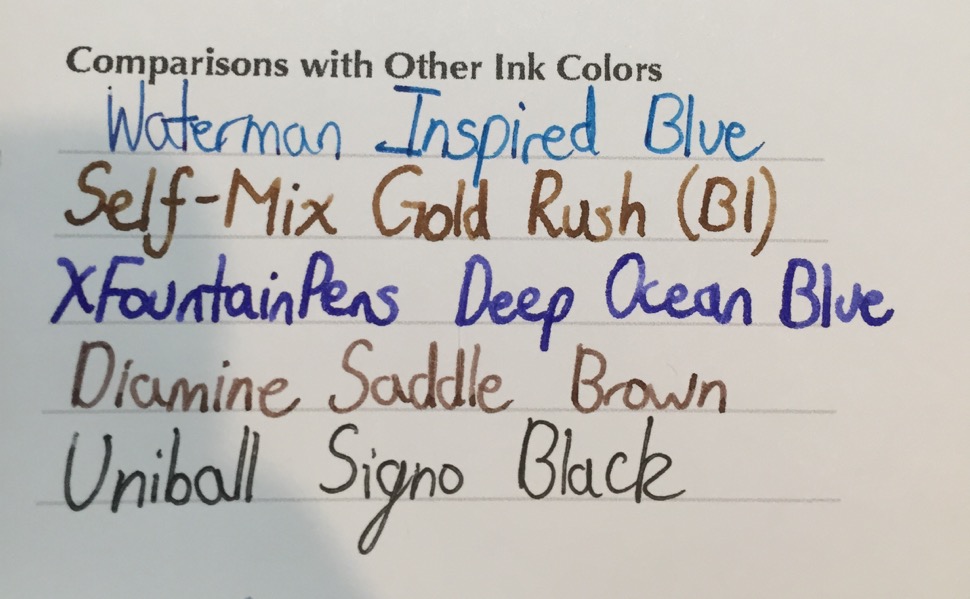 Comparisons with Other Ink Colors
Waterman Inspired Blue
Self-Mix Gold Rush (B1)
XFountainPens Deep Ocean Blue
Diamine Saddle Brown
Uniball Signo Black